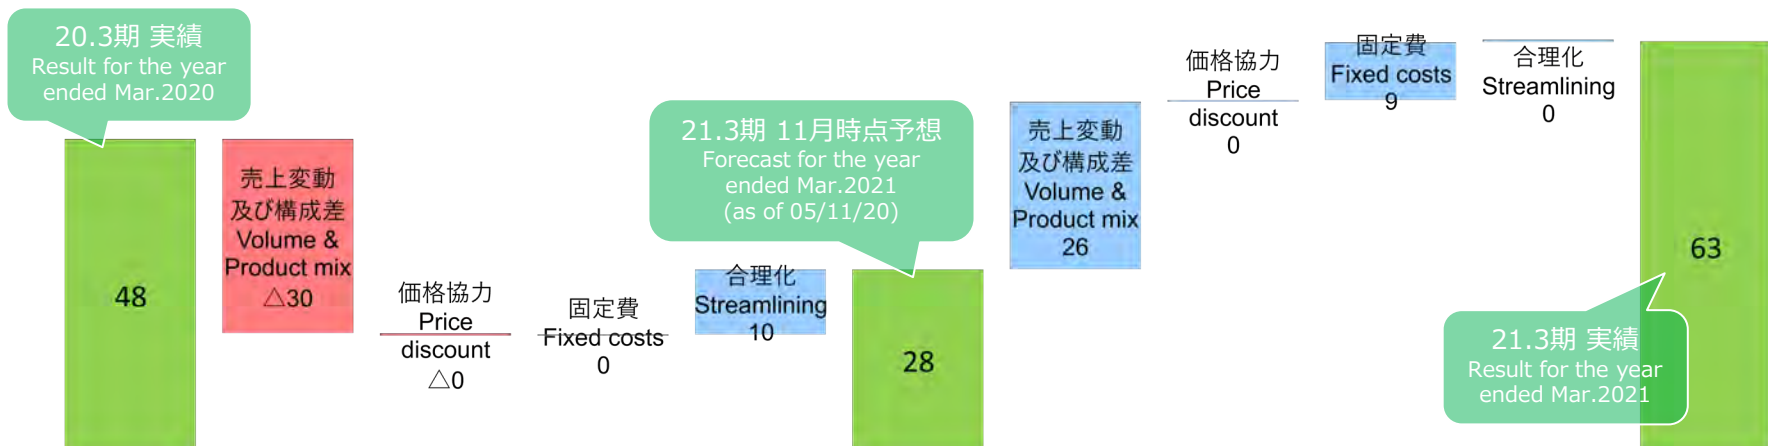 20.3期 実績
Result for the year
ended Mar.2020
48
売上変動
及び構成差
Volume &
Product mix
△30
価格協力
Price
discount
△0
固定費
Fixed costs
0
合理化
Streamlining
10
21.3期 11月時点予想
Forecast for the year
ended Mar.2021
(as of 05/11/20)
28
売上変動
及び構成差
Volume &
Product mix
26
価格協力
Price
discount
0
固定費
Fixed costs
9
合理化
Streamlining
0
63
21.3期 実績
Result for the year
ended Mar.2021